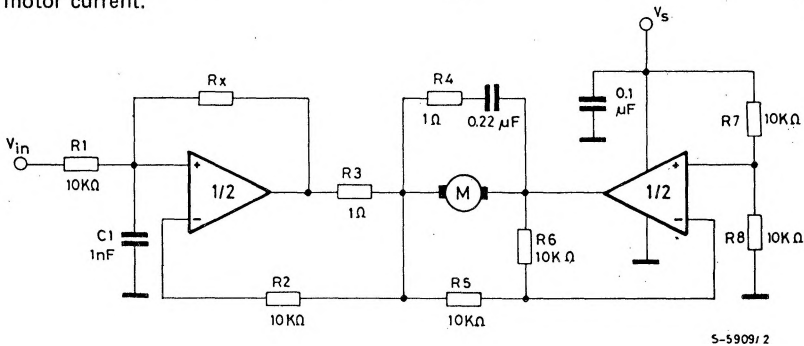 motor current.
Vs
Rx
R4
1Ω
0.22 μF
0.1
μF
R7
10KΩ
Vin
R1
10KΩ
+
1/2
−
R3
1Ω
M
+
1/2
−
C1
1nF
R6
10KΩ
R8
10KΩ
R2
10KΩ
R5
10KΩ
S-5909/2